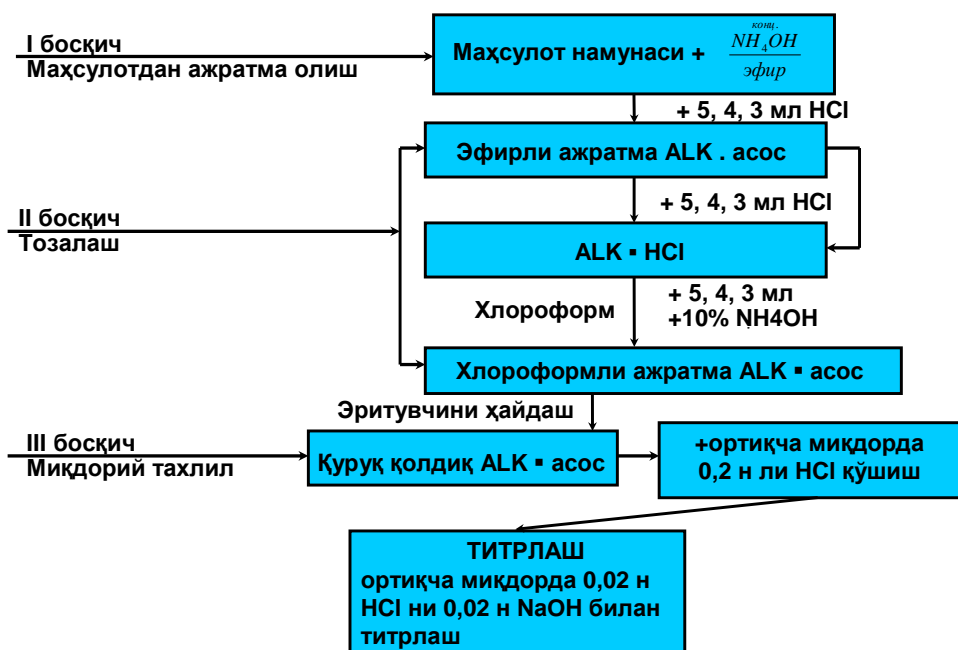 I босқич
Маҳсулотдан ажратма олиш
Маҳсулот намунаси + конц. NH4OH / эфир
+ 5, 4, 3 мл HCl
Эфирли ажратма ALK . асос
+ 5, 4, 3 мл HCl
II босқич
Тозалаш
ALK ▪ HCl
Хлороформ
+ 5, 4, 3 мл
+10% NH4OH
Хлороформли ажратма ALK ▪ асос
Эритувчини ҳайдаш
III босқич
Миқдорий тахлил
Қуруқ қолдиқ ALK ▪ асос
+ортиқча миқдорда
0,2 н ли HCl қўшиш
ТИТРЛАШ
ортиқча миқдорда 0,02 н
HCl ни 0,02 н NaOH билан
титрлаш